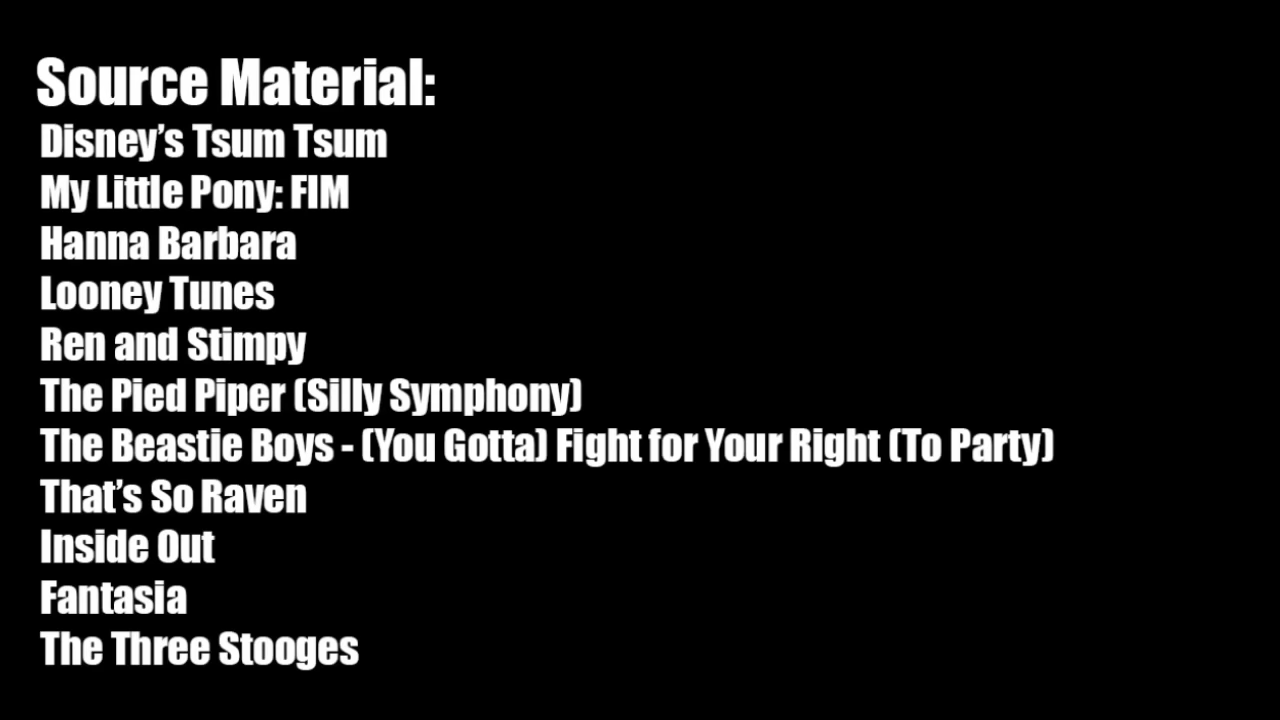 Source Material:
Disney’s Tsum Tsum
My Little Pony: FIM
Hanna Barbara
Looney Tunes
Ren and Stimpy
The Pied Piper (Silly Symphony)
The Beastie Boys - (You Gotta) Fight for Your Right (To Party)
That’s So Raven
Inside Out
Fantasia
The Three Stooges